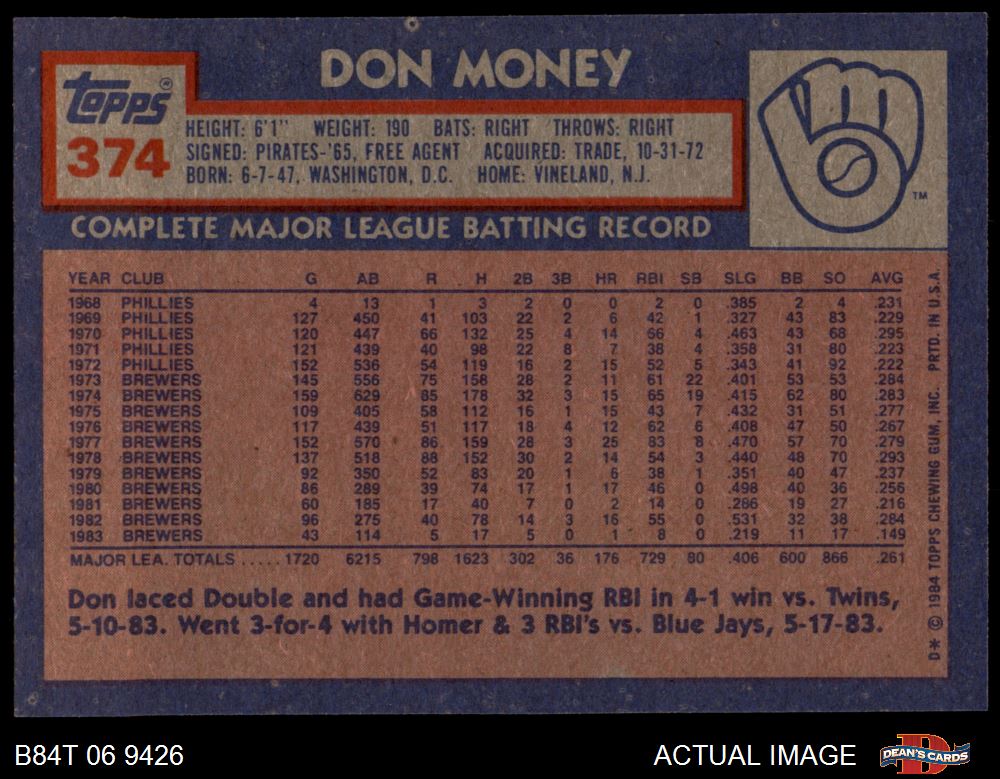 DON MONEY
Topps®
374
HEIGHT: 6'1" WEIGHT: 190 BATS: RIGHT THROWS: RIGHT
SIGNED: PIRATES-'65, FREE AGENT ACQUIRED: TRADE, 10-31-72
BORN: 6-7-47, WASHINGTON, D.C. HOME: VINELAND, N.J.
TM
COMPLETE MAJOR LEAGUE BATTING RECORD
YEAR CLUB G AB R H 2B 3B HR RBI SB SLG BB SO AVG
1968 PHILLIES 4 13 1 3 2 0 0 2 0 .385 2 4 .231
1969 PHILLIES 127 450 41 103 22 2 6 42 1 .327 43 83 .229
1970 PHILLIES 120 447 66 132 25 4 14 66 4 .463 43 68 .295
1971 PHILLIES 121 439 40 98 22 8 7 38 4 .358 31 80 .223
1972 PHILLIES 152 536 54 119 16 2 15 52 5 .343 41 92 .222
1973 BREWERS 145 556 75 158 28 2 11 61 22 .401 53 53 .284
1974 BREWERS 159 629 85 178 32 3 15 65 19 .415 62 80 .283
1975 BREWERS 109 405 58 112 16 1 15 43 7 .432 31 51 .277
1976 BREWERS 117 439 51 117 18 4 12 62 6 .408 47 50 .267
1977 BREWERS 152 570 86 159 28 3 25 83 8 .470 57 70 .279
1978 BREWERS 137 518 88 152 30 2 14 54 3 .440 48 70 .293
1979 BREWERS 92 350 52 83 20 1 6 38 1 .351 40 47 .237
1980 BREWERS 86 289 39 74 17 1 17 46 0 .498 40 36 .256
1981 BREWERS 60 185 17 40 7 0 2 14 0 .266 19 27 .216
1982 BREWERS 96 275 40 78 14 3 16 55 0 .531 32 38 .284
1983 BREWERS 43 114 5 17 5 0 1 8 0 .219 11 17 .149
MAJOR LEA. TOTALS ..... 1720 6215 798 1623 302 36 176 729 80 .406 600 866 .261
Don laced Double and had Game-Winning RBI in 4-1 win vs. Twins,
5-10-83. Went 3-for-4 with Homer & 3 RBI's vs. Blue Jays, 5-17-83.
D* © 1984 TOPPS CHEWING GUM, INC. PRTD. IN U.S.A.
B84T 06 9426
ACTUAL IMAGE
DEAN'S CARDS